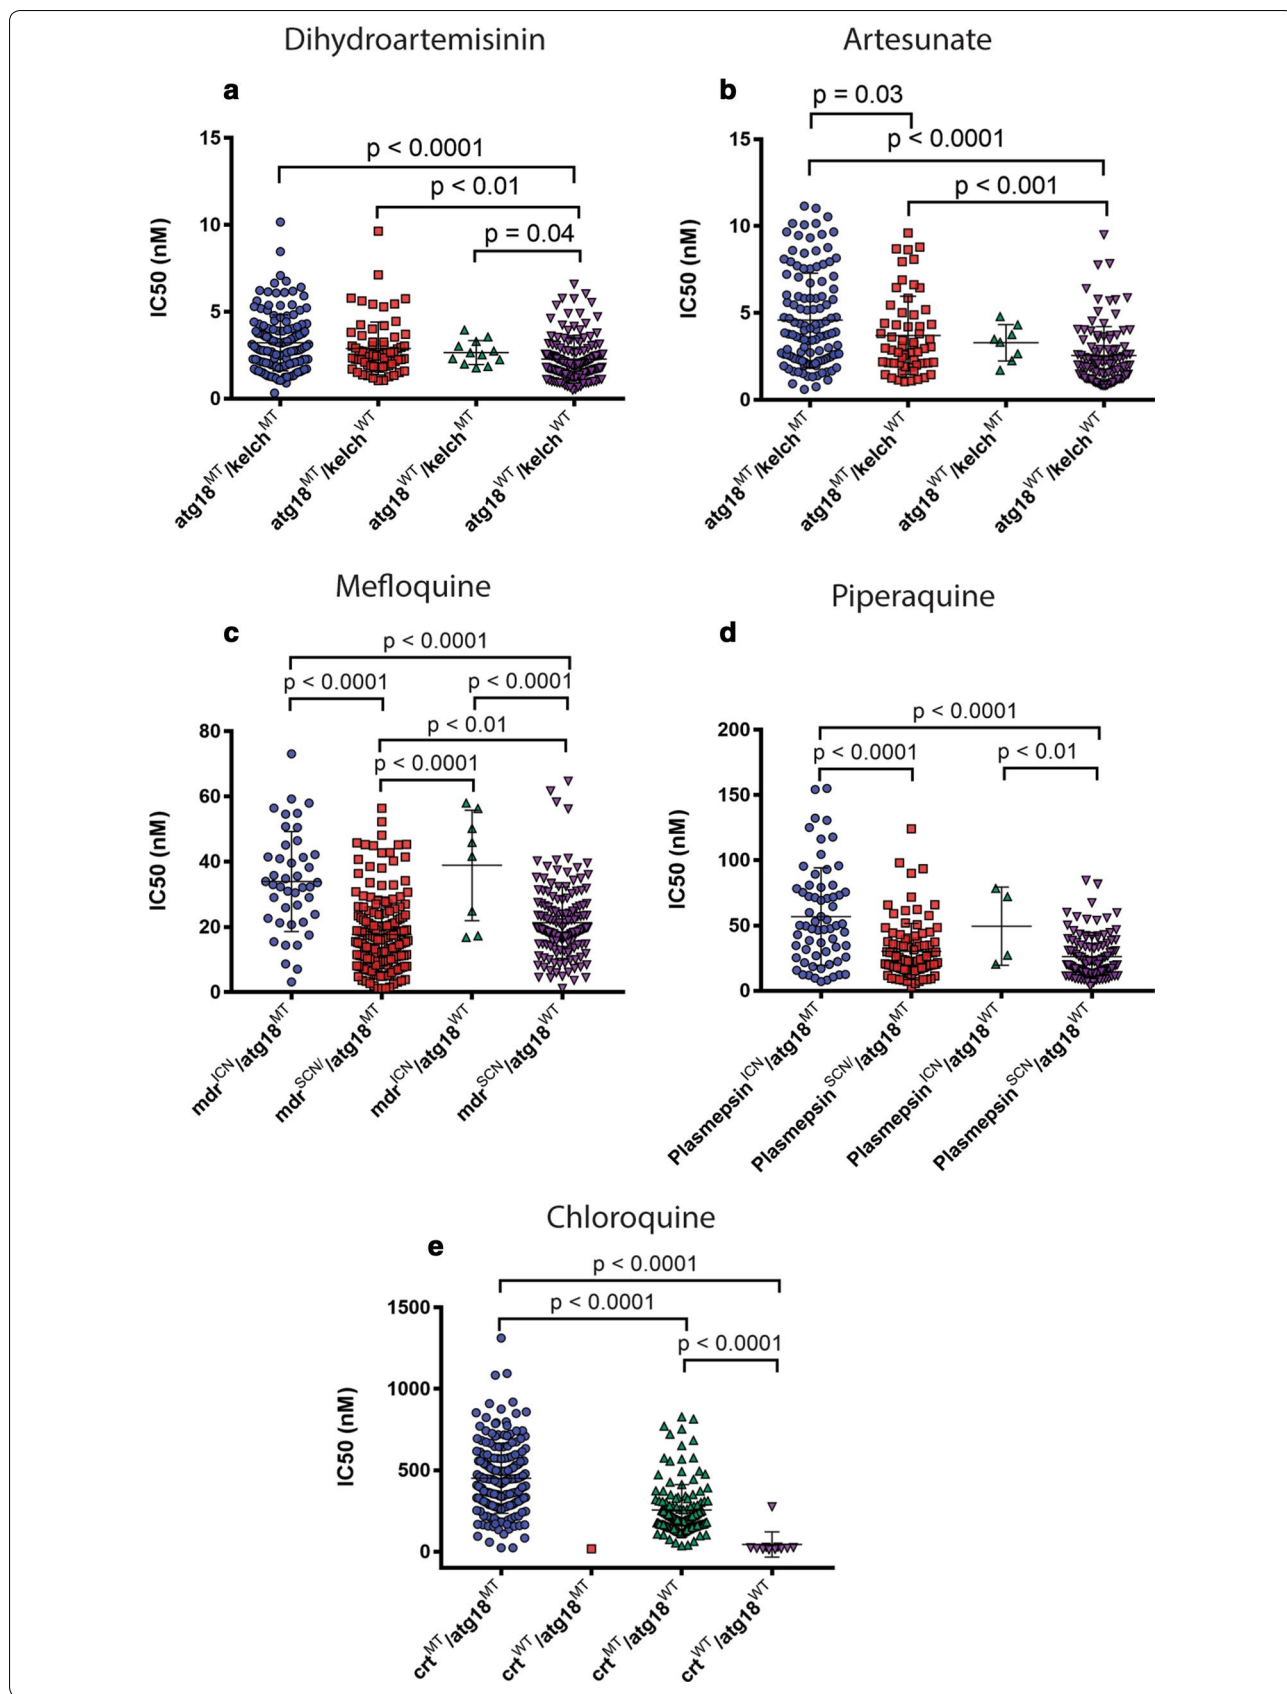 Dihydroartemisinin
Artesunate
a
p < 0.0001
p < 0.01
p = 0.04
15
10
5
0
IC50 (nM)
atg18MT/kelchMT
atg18MT/kelchWT
atg18WT/kelchMT
atg18WT/kelchWT
b
p = 0.03
p < 0.0001
p < 0.001
15
10
5
0
IC50 (nM)
atg18MT/kelchMT
atg18MT/kelchWT
atg18WT/kelchMT
atg18WT/kelchWT
Mefloquine
Piperaquine
c
p < 0.0001
p < 0.0001
p < 0.0001
p < 0.01
p < 0.0001
80
60
40
20
0
IC50 (nM)
mdrICN/atg18MT
mdrSCN//atg18MT
mdrICN/atg18WT
mdrSCN/atg18WT
d
p < 0.0001
p < 0.0001
p < 0.01
200
150
100
50
0
IC50 (nM)
PlasmepsinICN/atg18MT
PlasmepsinSCN//atg18MT
PlasmepsinICN/atg18WT
PlasmepsinSCN/atg18WT
Chloroquine
e
p < 0.0001
p < 0.0001
p < 0.0001
1500
1000
500
0
IC50 (nM)
crtMT/atg18MT
crtWT/atg18MT
crtMT/atg18WT
crtWT/atg18WT